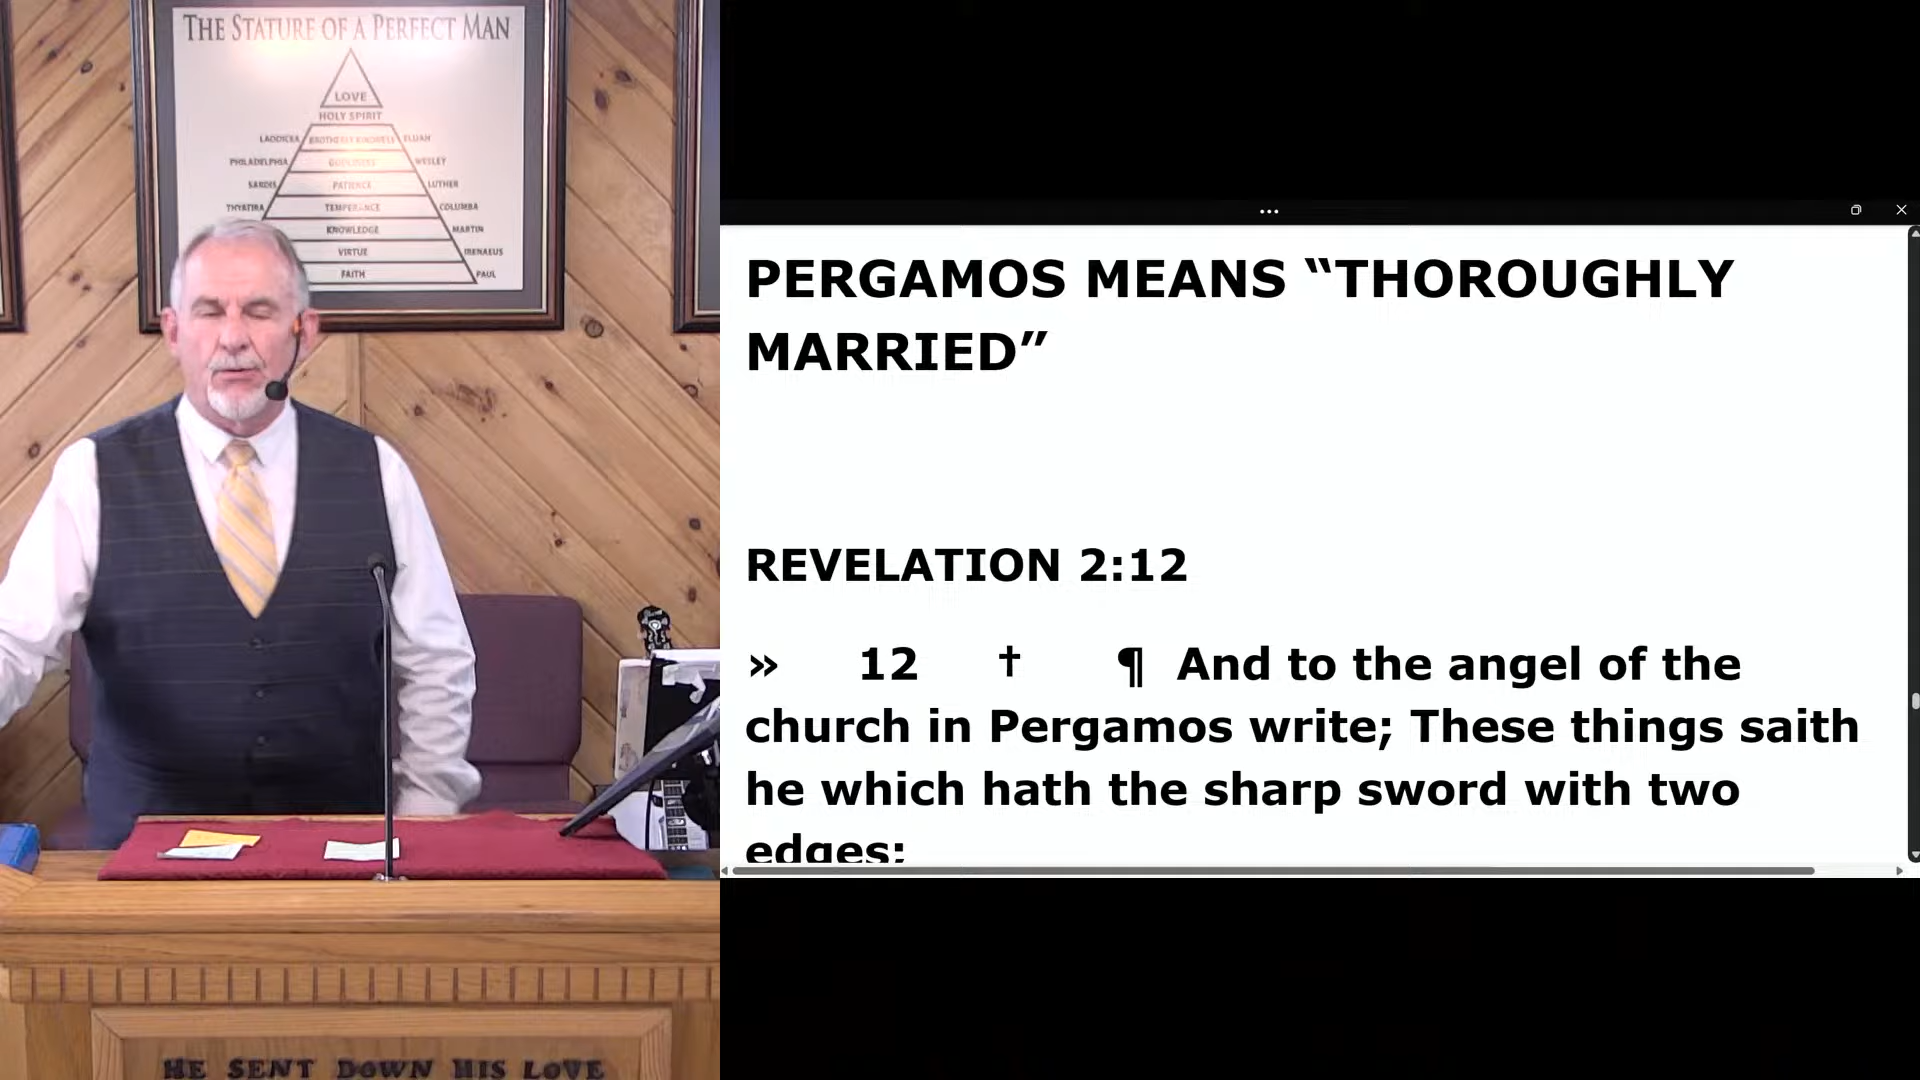 THE STATURE OF A PERFECT MAN
LOVE
HOLY SPIRIT
LAODICEA BROTHERLY KINDNESS ELIJAH
PHILADELPHIA GODLINESS WESLEY
SARDIS PATIENCE LUTHER
THYATIRA TEMPERANCE COLUMBA
KNOWLEDGE MARTIN
VIRTUE IRENAEUS
FAITH PAUL
HE SENT DOWN HIS LOVE
PERGAMOS MEANS “THOROUGHLY
MARRIED”
REVELATION 2:12
» 12 † ¶ And to the angel of the
church in Pergamos write; These things saith
he which hath the sharp sword with two
edges;